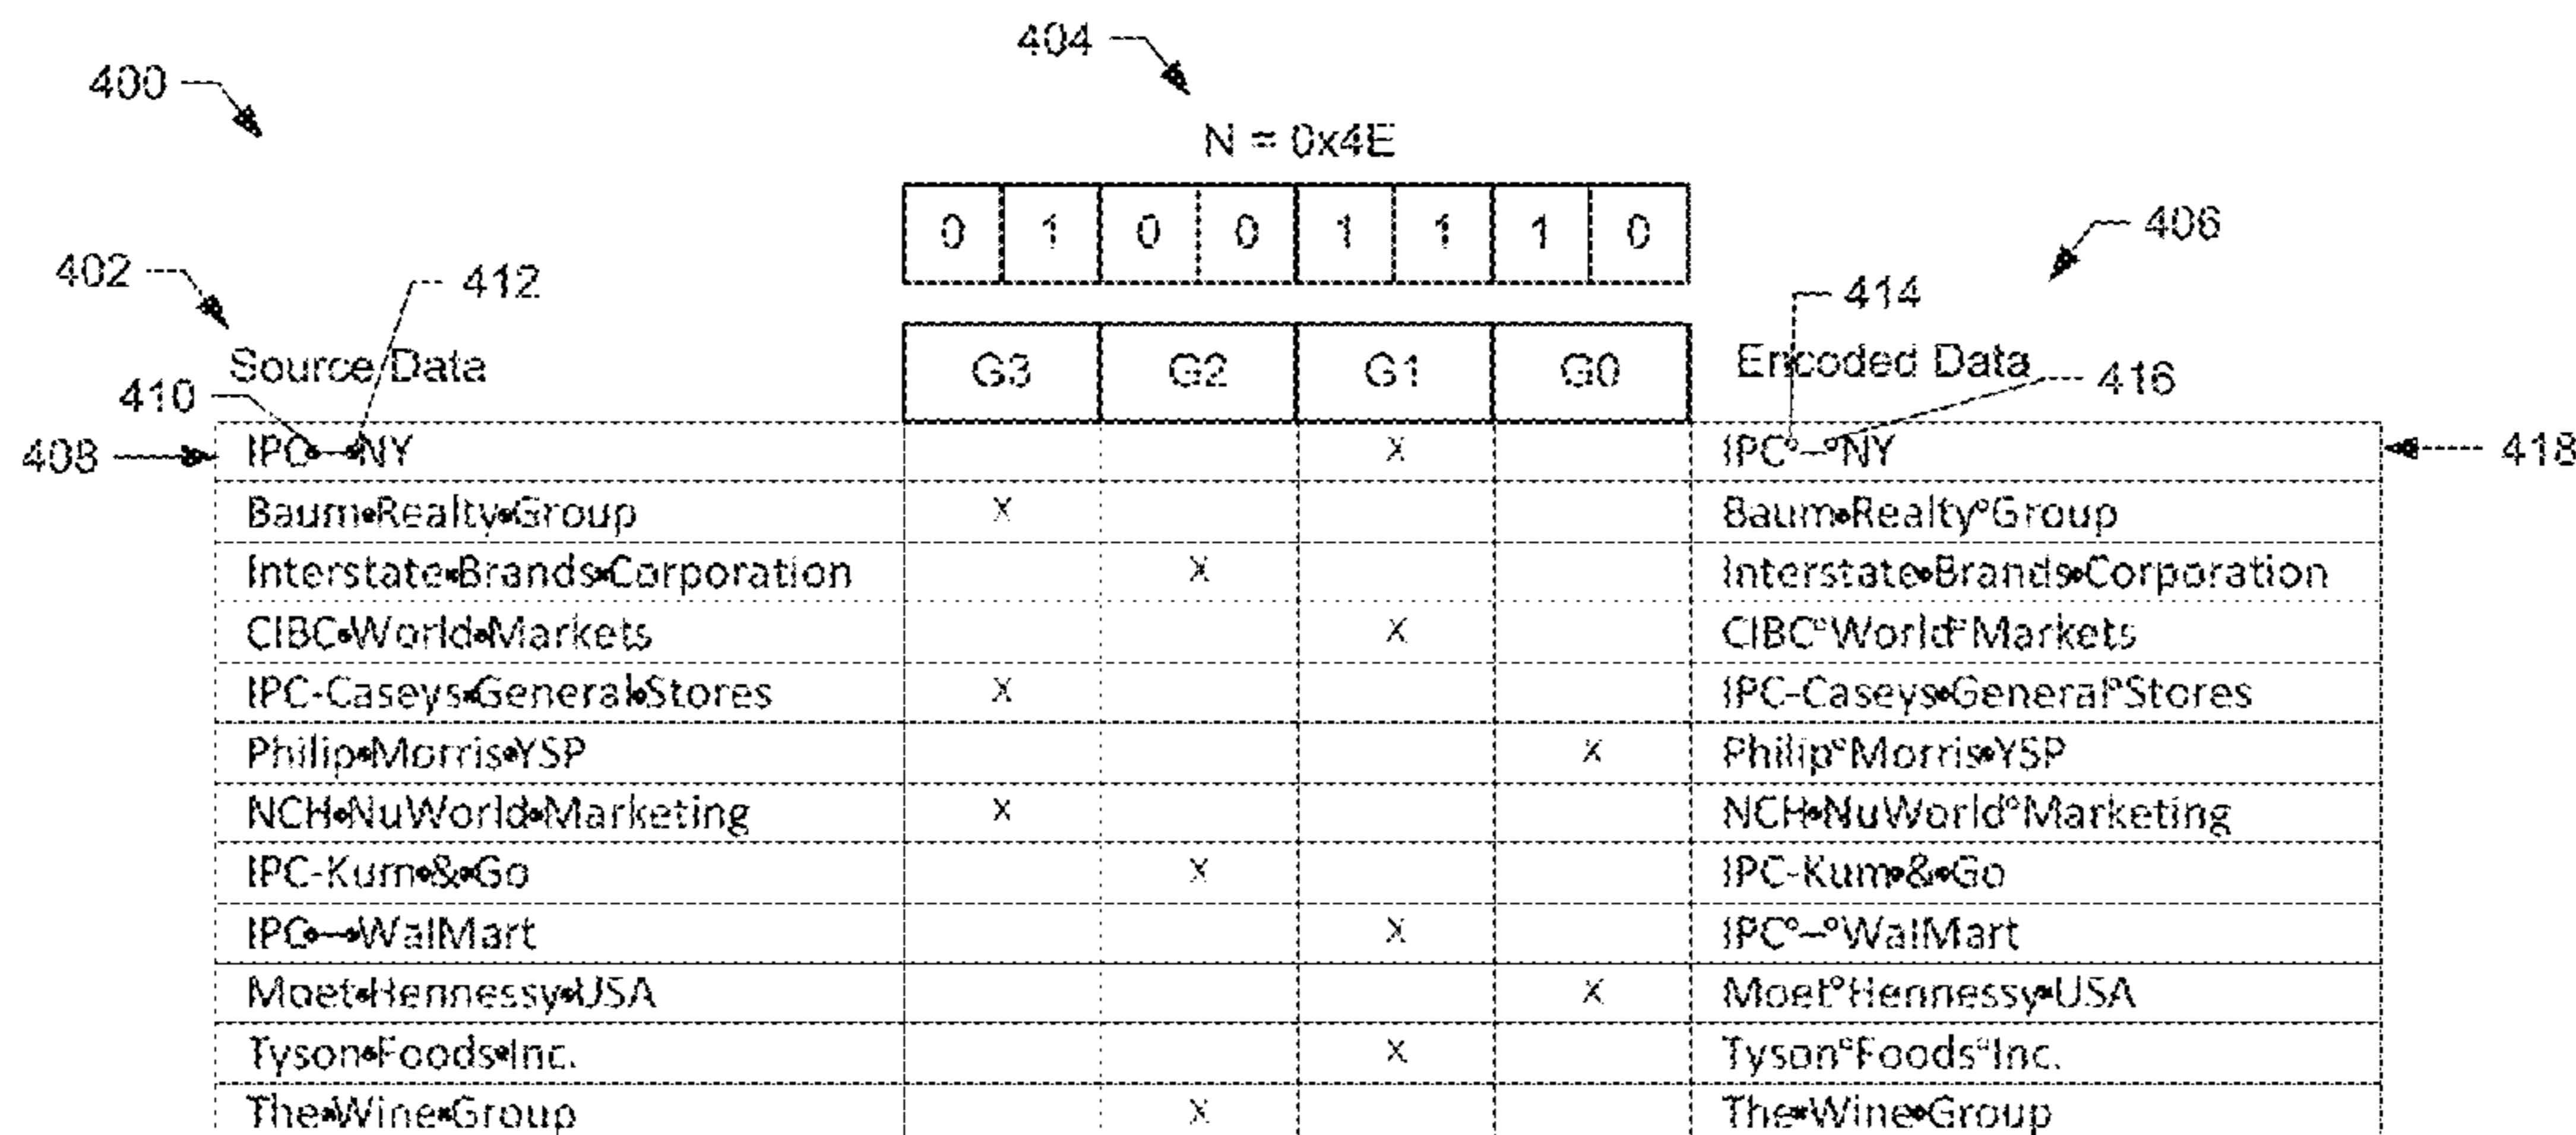 404
400
N = 0x4E
0 1 0 0 1 1 1 0
406
402
412
414
Source Data
G3 G2 G1 G0
Encoded Data
410
416
408
IPC•–•NY X IPC°–°NY
418
Baum•Realty•Group X Baum•Realty°Group
Interstate•Brands•Corporation X Interstate•Brands•Corporation
CIBC•World•Markets X CIBC°World°Markets
IPC-Caseys•General•Stores X IPC-Caseys•General°Stores
Philip•Morris•YSP X Philip°Morris•YSP
NCH•NuWorld•Marketing X NCH•NuWorld°Marketing
IPC-Kum•&•Go X IPC-Kum•&•Go
IPC•–•WalMart X IPC°–°WalMart
Moet•Hennessy•USA X Moet°Hennessy•USA
Tyson•Foods•Inc. X Tyson°Foods°Inc.
The•Wine•Group X The•Wine•Group